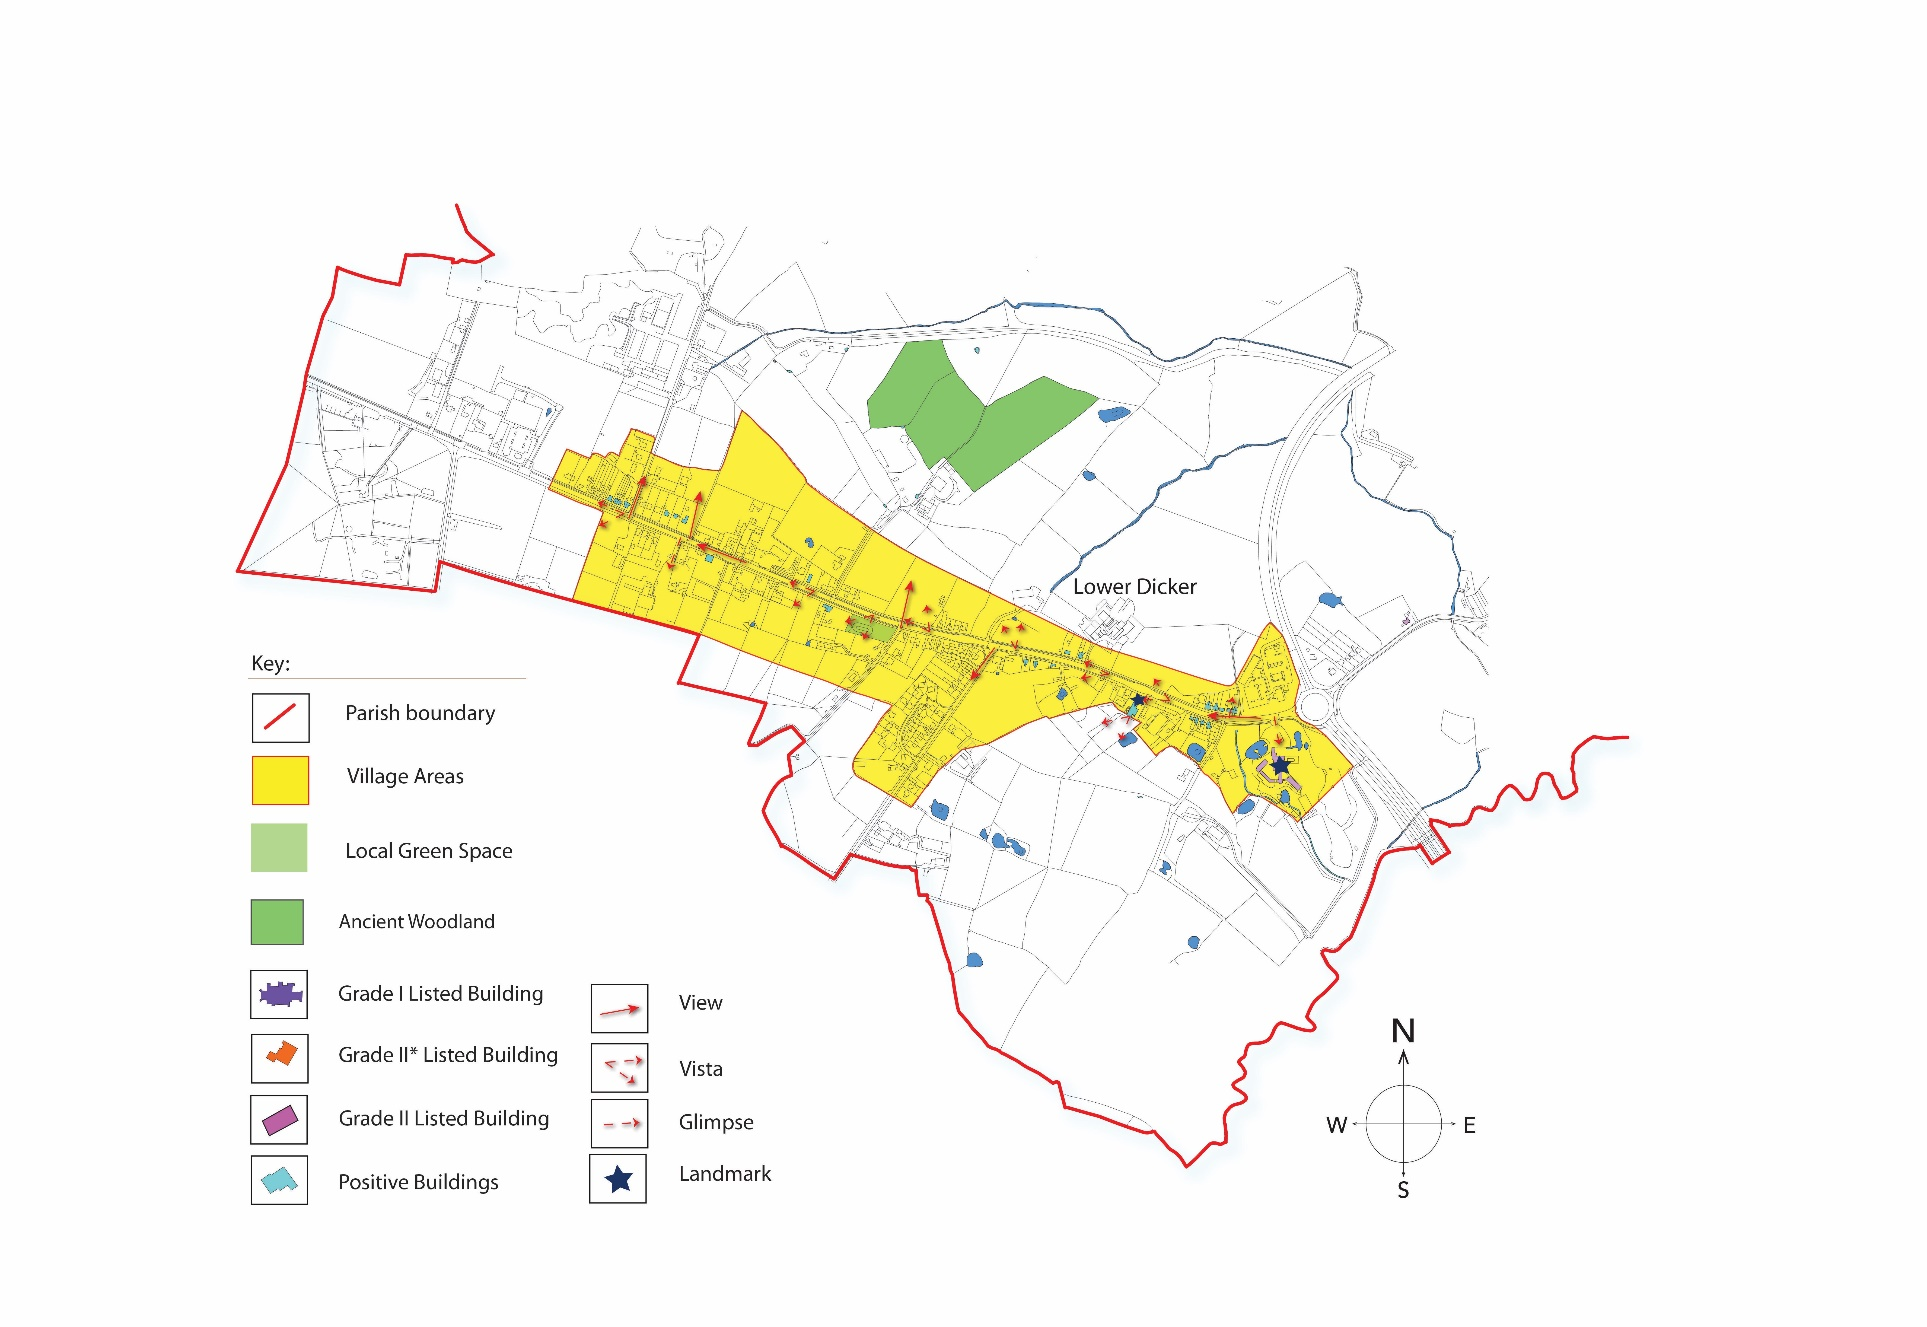 Lower Dicker
Key:
Parish boundary
Village Areas
Local Green Space
Ancient Woodland
Grade I Listed Building
Grade II* Listed Building
Grade II Listed Building
Positive Buildings
View
Vista
Glimpse
Landmark
N
W E
S